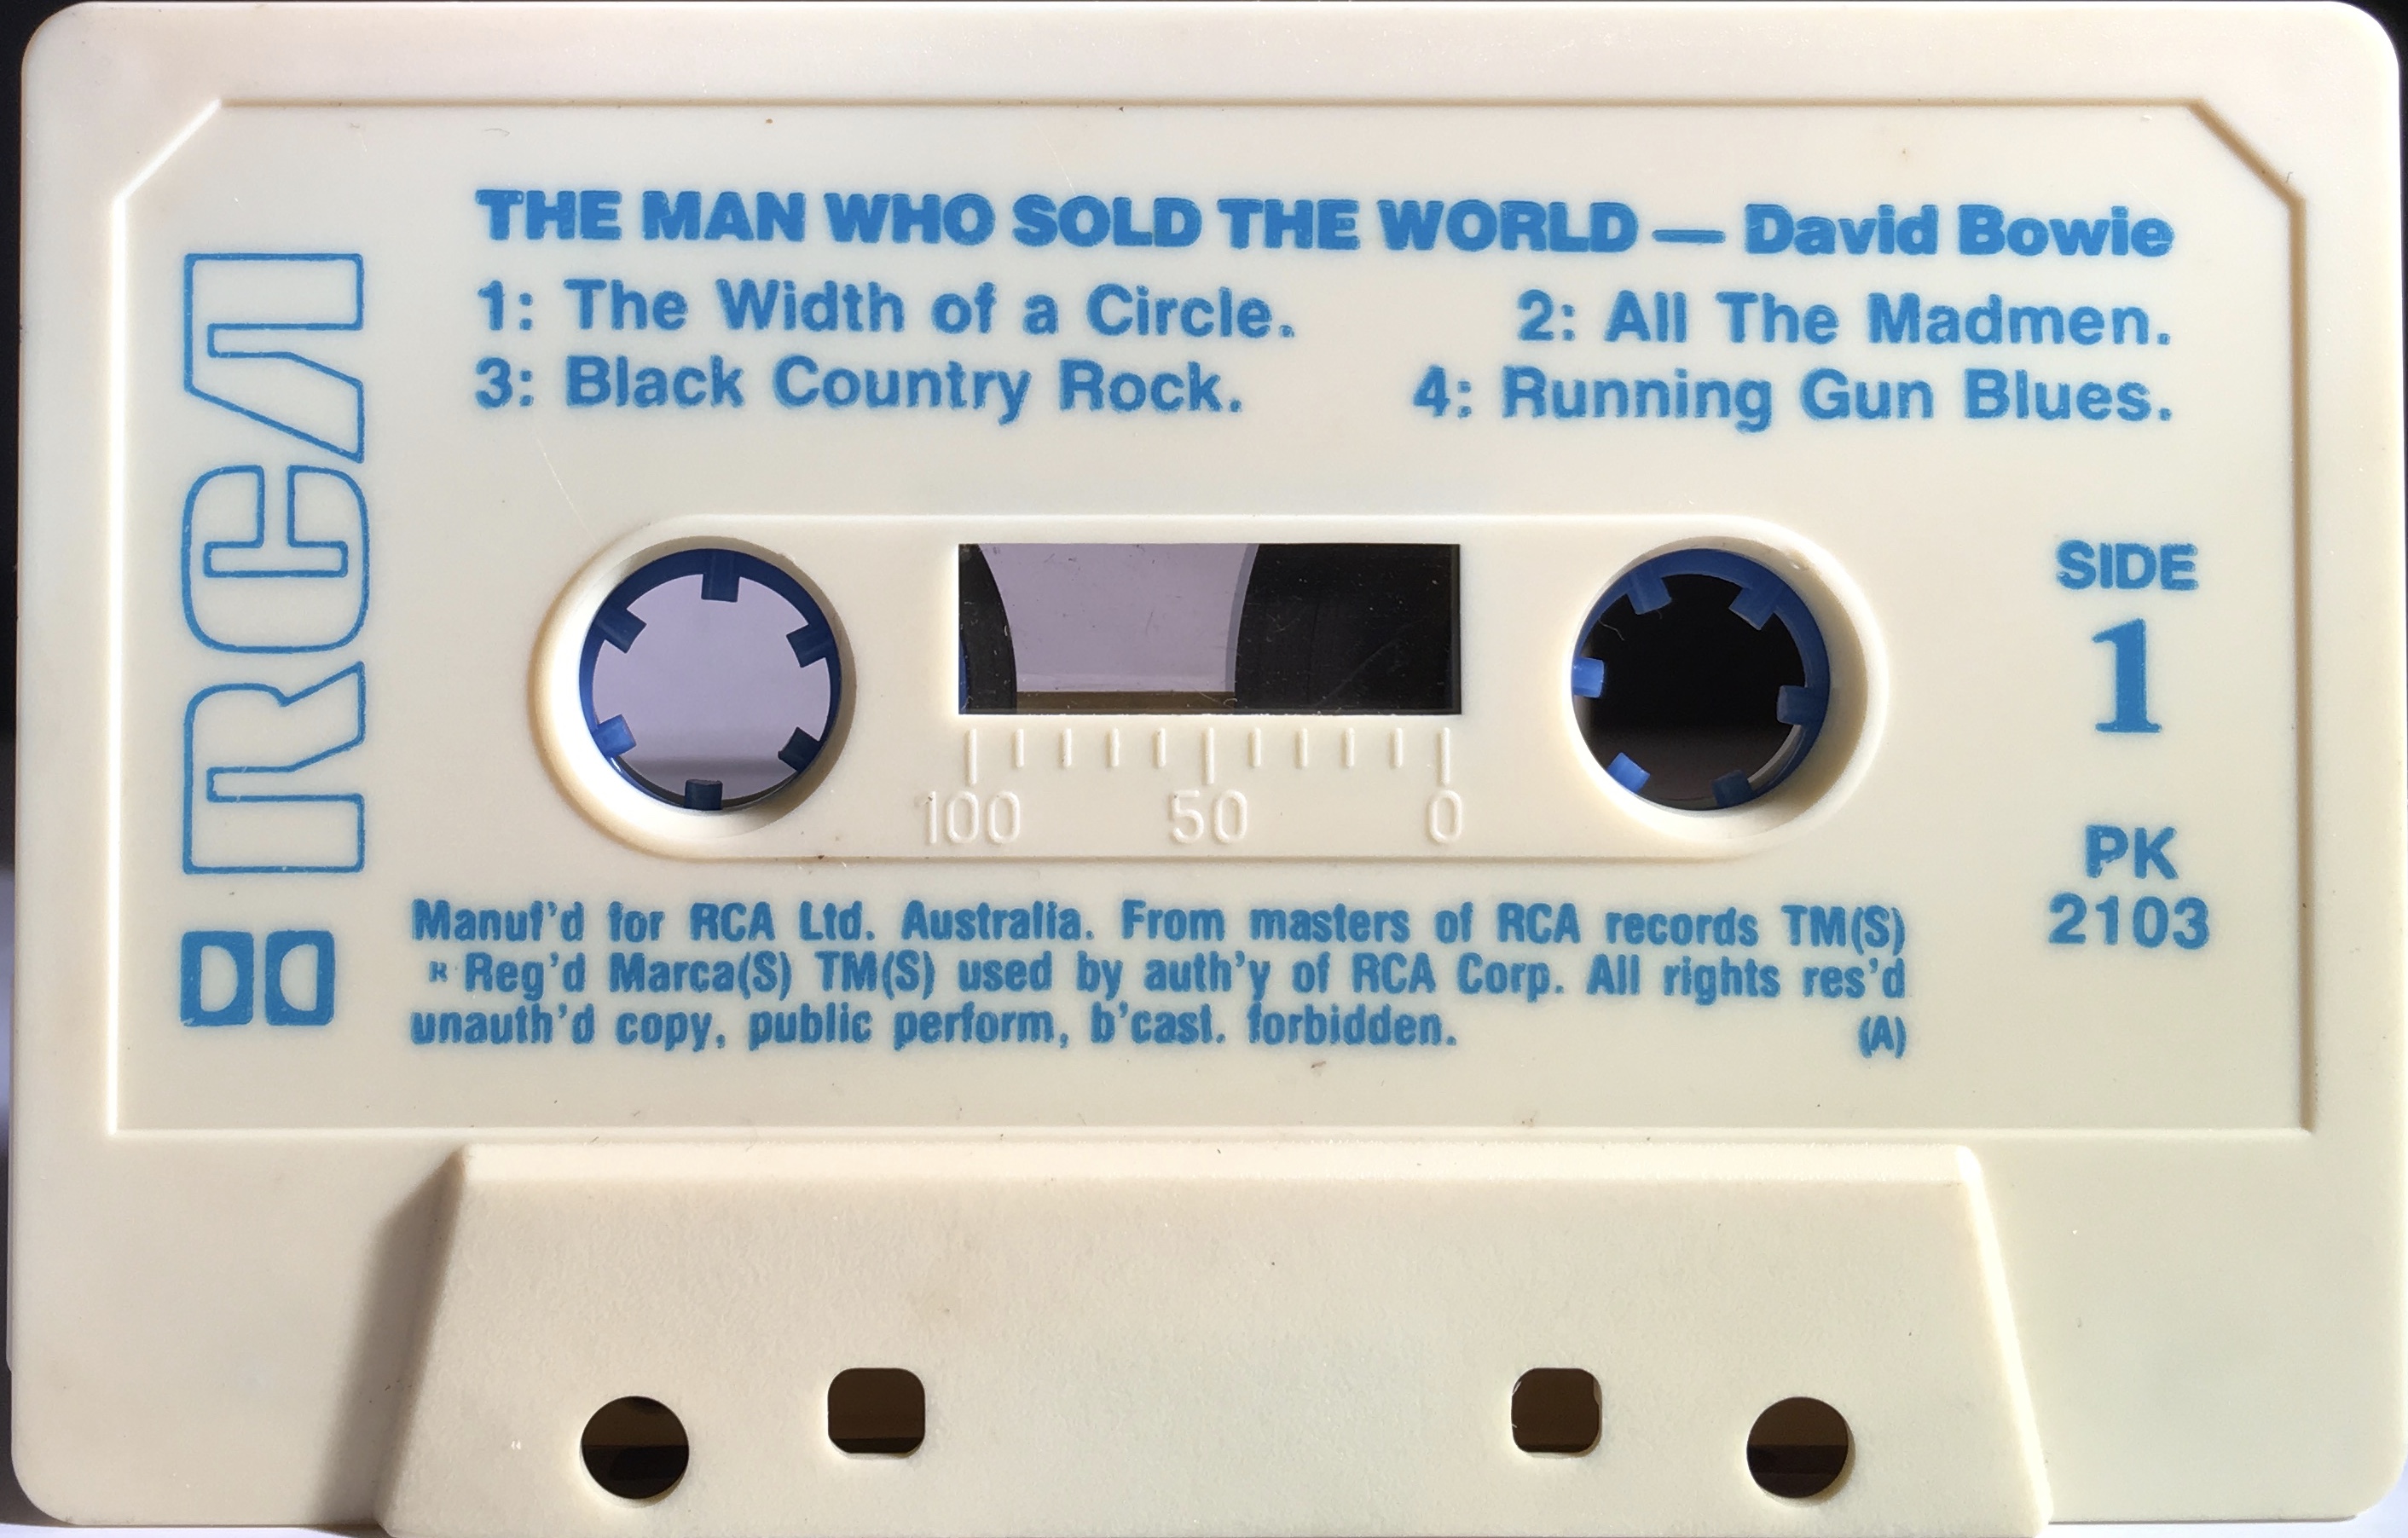 THE MAN WHO SOLD THE WORLD — David Bowie
1: The Width of a Circle. 2: All The Madmen.
3: Black Country Rock. 4: Running Gun Blues.
RCA
SIDE
1
100 50 0
PK
2103
Manuf'd for RCA Ltd. Australia. From masters of RCA records TM(S)
R Reg'd Marca(S) TM(S) used by auth'y of RCA Corp. All rights res'd
unauth'd copy, public perform, b'cast. forbidden. (A)